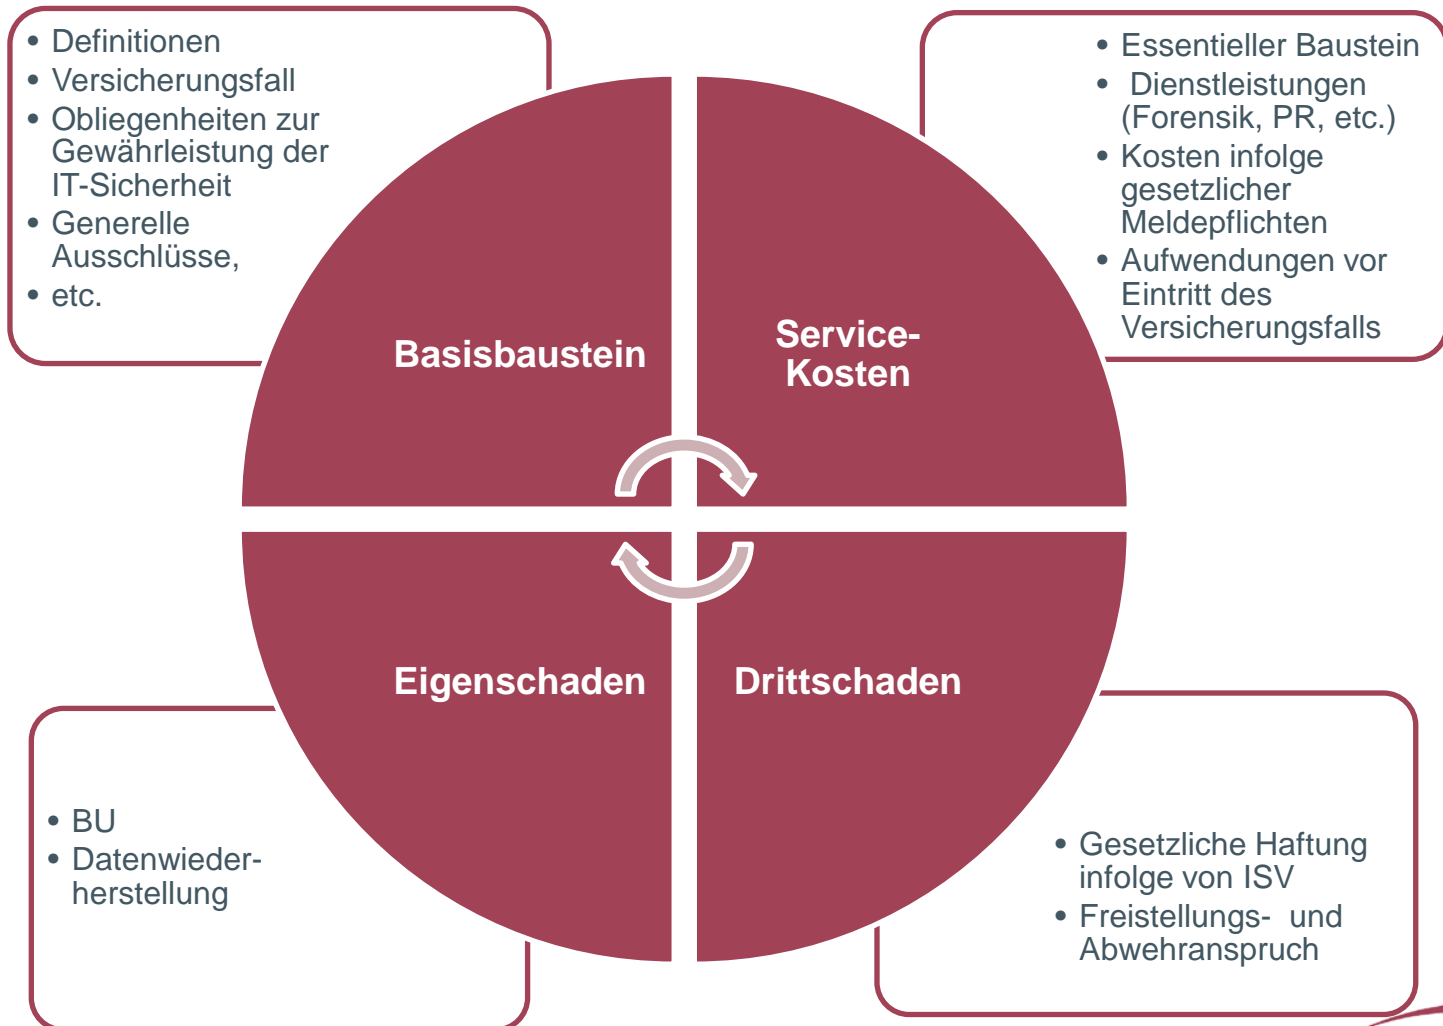 • Definitionen
• Versicherungsfall
• Obliegenheiten zur
Gewährleistung der
IT-Sicherheit
• Generelle
Ausschlüsse,
• etc.
• Essentieller Baustein
• Dienstleistungen
(Forensik, PR, etc.)
• Kosten infolge
gesetzlicher
Meldepflichten
• Aufwendungen vor
Eintritt des
Versicherungsfalls
Basisbaustein
Service-
Kosten
Eigenschaden
Drittschaden
• BU
• Datenwieder-
herstellung
• Gesetzliche Haftung
infolge von ISV
• Freistellungs- und
Abwehranspruch